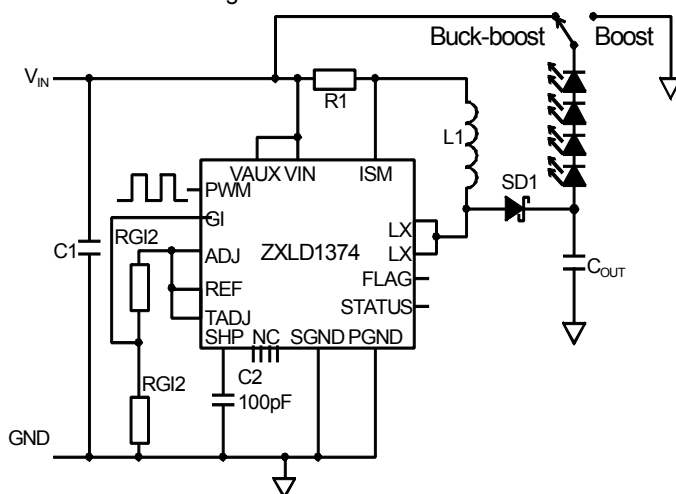 Buck-boost
Boost
VIN
R1
L1
VAUX VIN
ISM
SD1
PWM
GI
RGI2
ADJ
LX
C1
ZXLD1374
LX
REF
FLAG
COUT
TADJ
STATUS
SHP
NC
SGND
PGND
RGI2
C2
100pF
GND